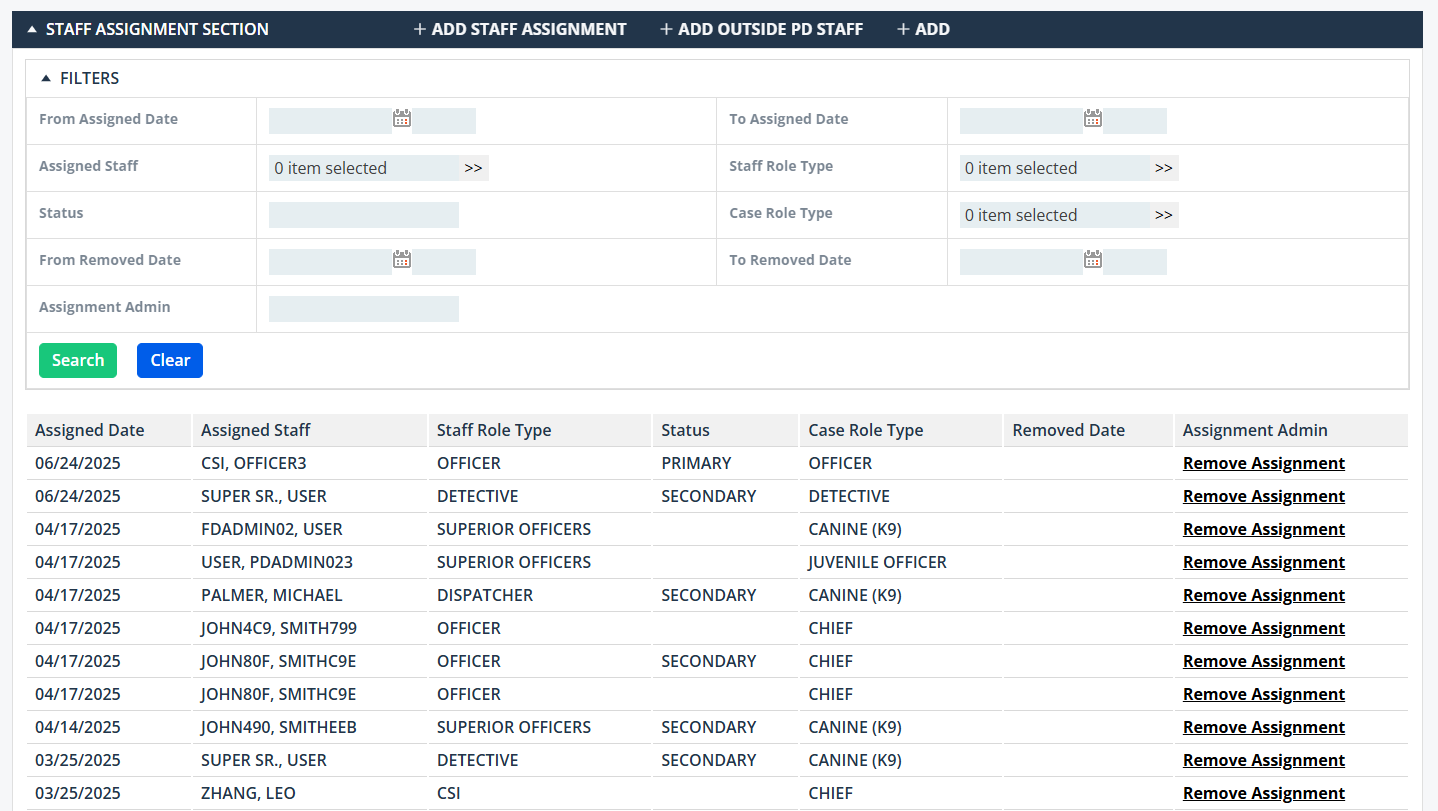 STAFF ASSIGNMENT SECTION + ADD STAFF ASSIGNMENT + ADD OUTSIDE PD STAFF + ADD
FILTERS
From Assigned Date To Assigned Date
Assigned Staff 0 item selected >> Staff Role Type 0 item selected >>
Status Case Role Type 0 item selected >>
From Removed Date To Removed Date
Assignment Admin
Search Clear
Assigned Date Assigned Staff Staff Role Type Status Case Role Type Removed Date Assignment Admin
06/24/2025 CSI, OFFICER3 OFFICER PRIMARY OFFICER Remove Assignment
06/24/2025 SUPER SR., USER DETECTIVE SECONDARY DETECTIVE Remove Assignment
04/17/2025 FDADMIN02, USER SUPERIOR OFFICERS CANINE (K9) Remove Assignment
04/17/2025 USER, PDADMIN023 SUPERIOR OFFICERS JUVENILE OFFICER Remove Assignment
04/17/2025 PALMER, MICHAEL DISPATCHER SECONDARY CANINE (K9) Remove Assignment
04/17/2025 JOHN4C9, SMITH799 OFFICER CHIEF Remove Assignment
04/17/2025 JOHN80F, SMITHC9E OFFICER SECONDARY CHIEF Remove Assignment
04/17/2025 JOHN80F, SMITHC9E OFFICER CHIEF Remove Assignment
04/14/2025 JOHN490, SMITHEEB SUPERIOR OFFICERS SECONDARY CANINE (K9) Remove Assignment
03/25/2025 SUPER SR., USER DETECTIVE SECONDARY CANINE (K9) Remove Assignment
03/25/2025 ZHANG, LEO CSI CHIEF Remove Assignment